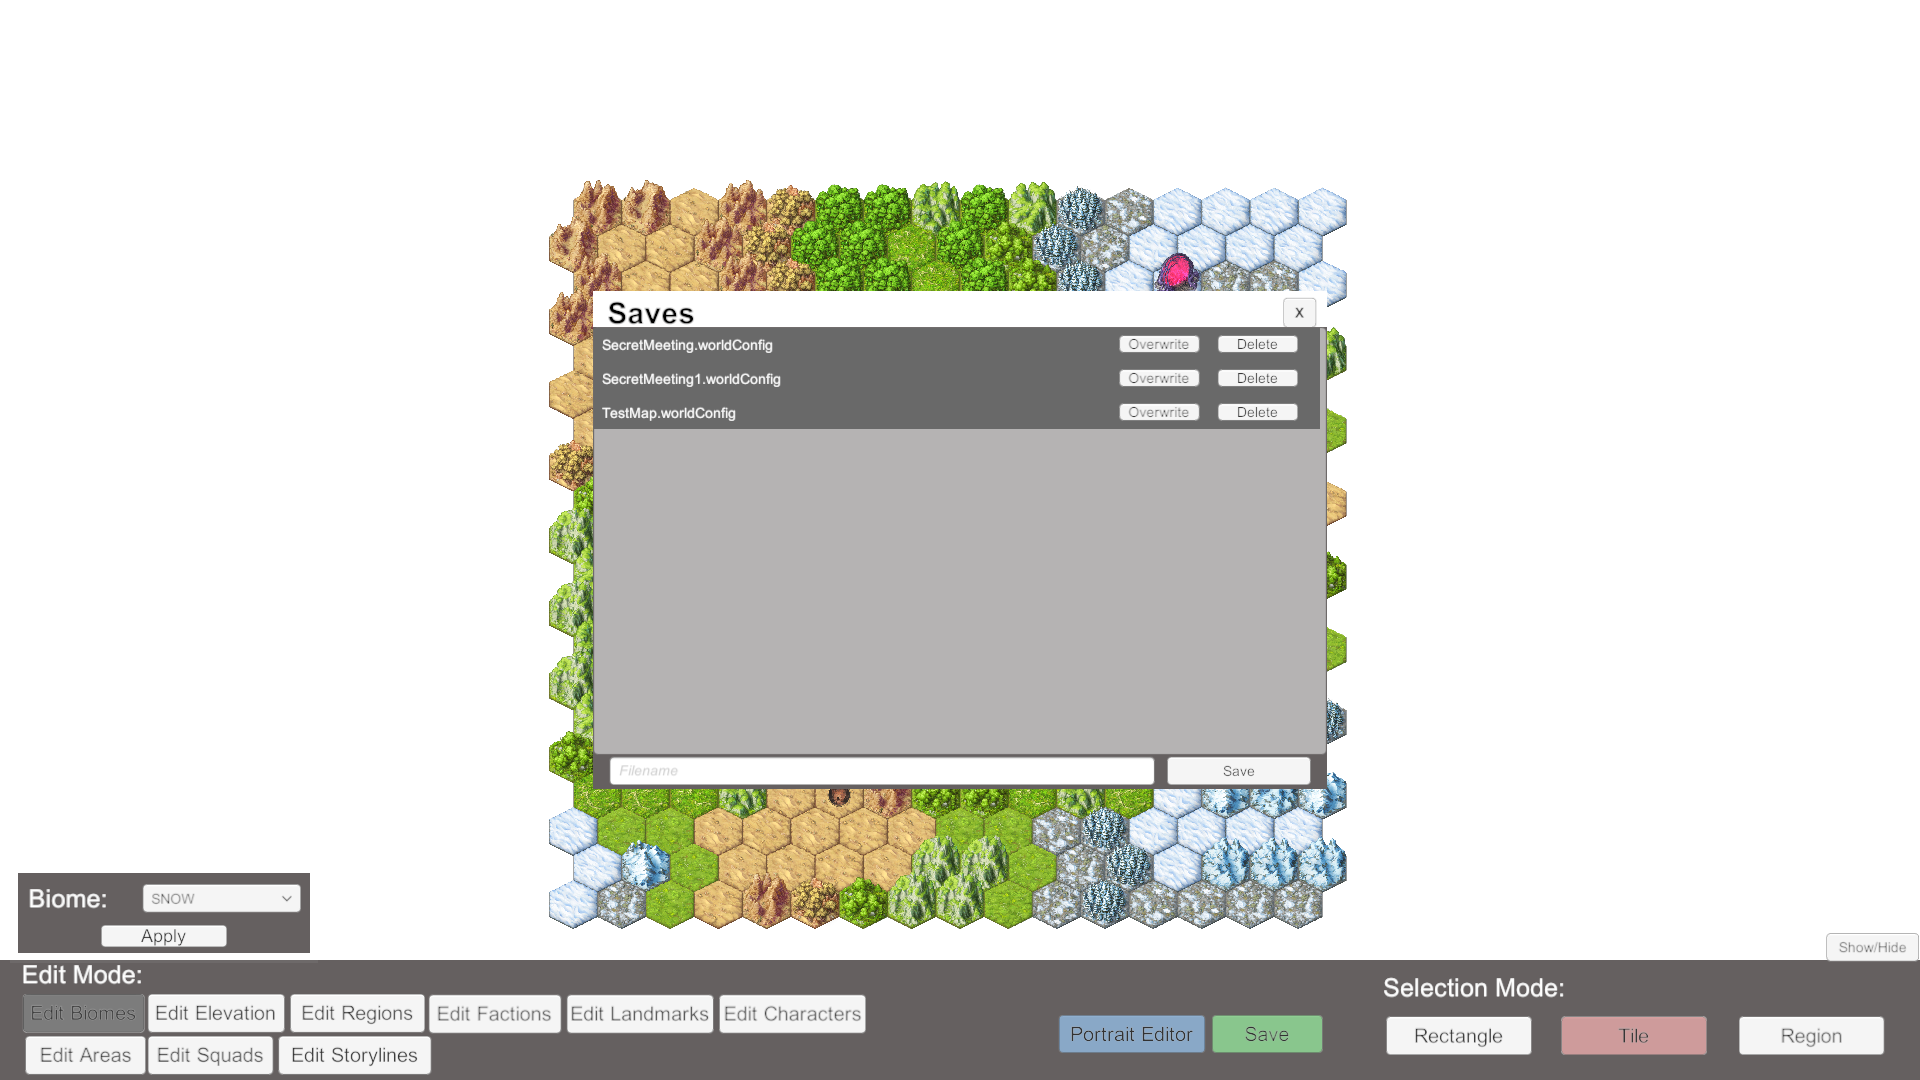 Saves
X
SecretMeeting.worldConfig Overwrite Delete
SecretMeeting1.worldConfig Overwrite Delete
TestMap.worldConfig Overwrite Delete
Filename Save
Biome: SNOW
Apply
Show/Hide
Edit Mode:
Edit Biomes Edit Elevation Edit Regions Edit Factions Edit Landmarks Edit Characters
Edit Areas Edit Squads Edit Storylines
Portrait Editor Save
Selection Mode:
Rectangle Tile Region